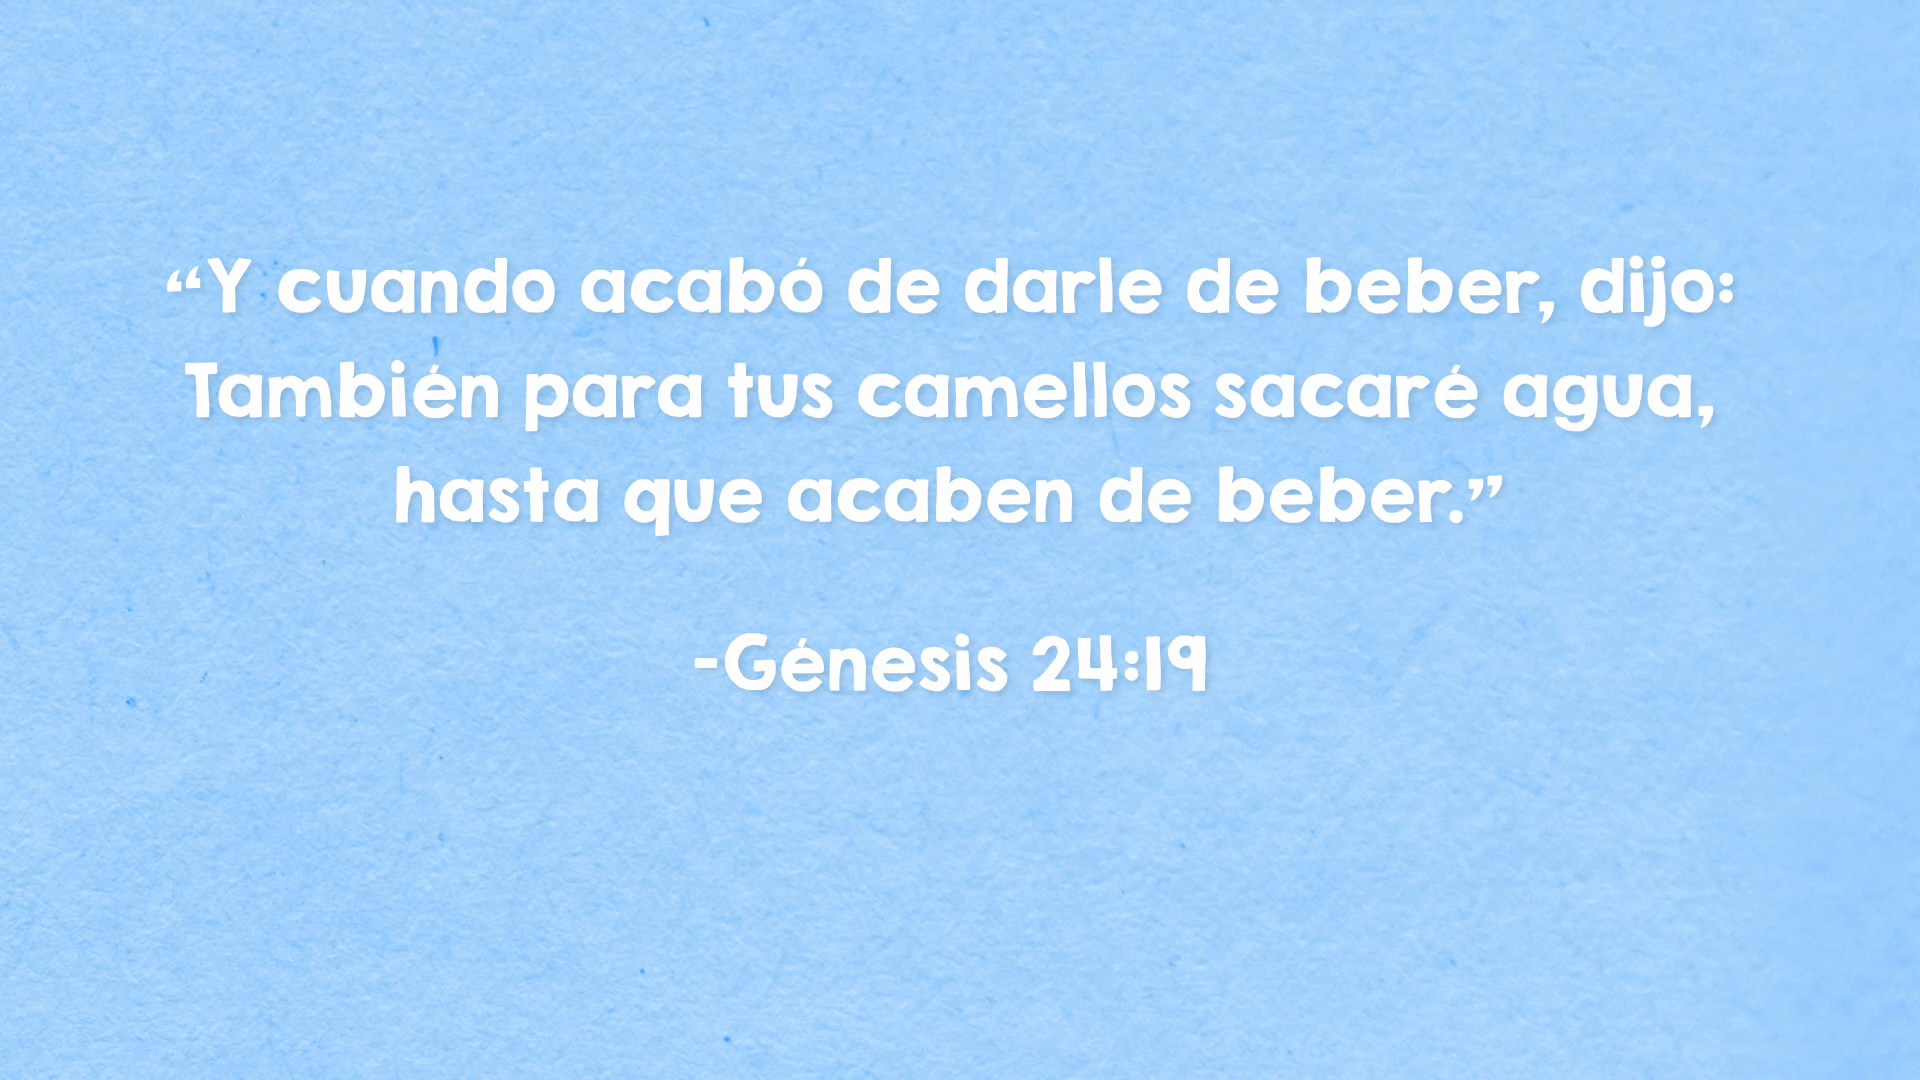 “Y cuando acabó de darle de beber, dijo:
También para tus camellos sacaré agua,
hasta que acaben de beber.”
-Génesis 24:19